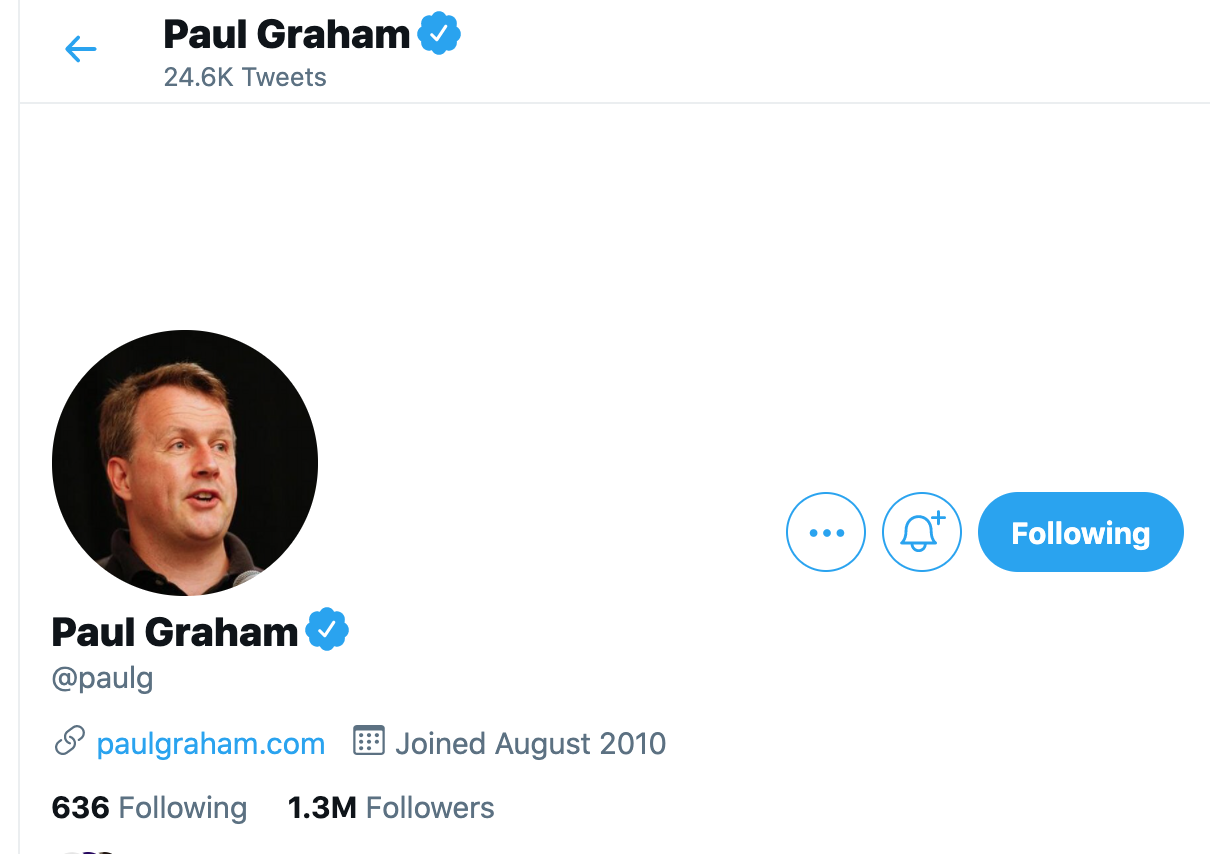 Paul Graham
24.6K Tweets
Following
Paul Graham
@paulg
paulgraham.com Joined August 2010
636 Following 1.3M Followers